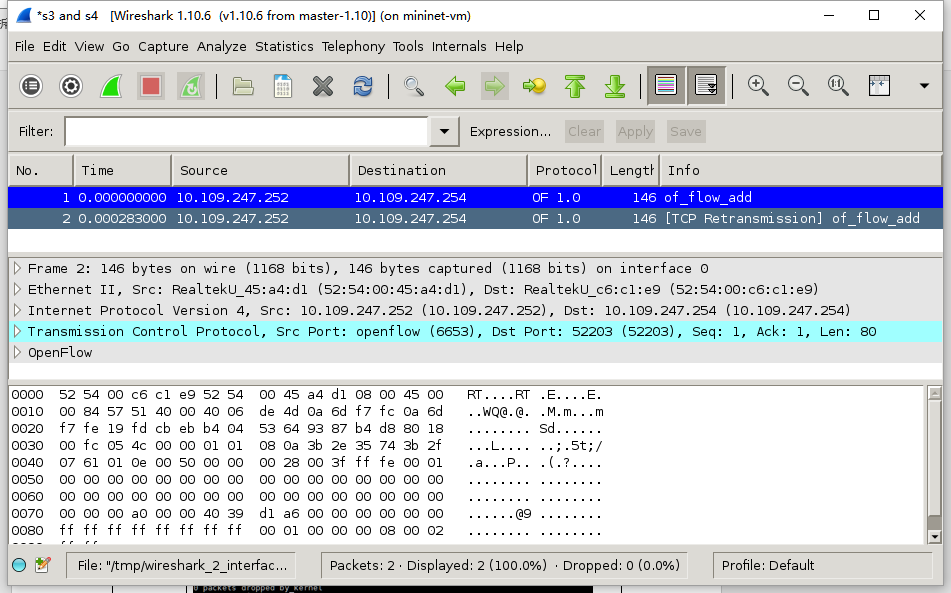 *s3 and s4 [Wireshark 1.10.6 (v1.10.6 from master-1.10)] (on mininet-vm)
File Edit View Go Capture Analyze Statistics Telephony Tools Internals Help
Filter: Expression... Clear Apply Save
No. Time Source Destination Protocol Length Info
1 0.000000000 10.109.247.252 10.109.247.254 OF 1.0 146 of_flow_add
2 0.000283000 10.109.247.252 10.109.247.254 OF 1.0 146 [TCP Retransmission] of_flow_add
Frame 2: 146 bytes on wire (1168 bits), 146 bytes captured (1168 bits) on interface 0
Ethernet II, Src: RealtekU_45:a4:d1 (52:54:00:45:a4:d1), Dst: RealtekU_c6:c1:e9 (52:54:00:c6:c1:e9)
Internet Protocol Version 4, Src: 10.109.247.252 (10.109.247.252), Dst: 10.109.247.254 (10.109.247.254)
Transmission Control Protocol, Src Port: openflow (6653), Dst Port: 52203 (52203), Seq: 1, Ack: 1, Len: 80
OpenFlow
0000 52 54 00 c6 c1 e9 52 54 00 45 a4 d1 08 00 45 00 RT....RT .E....E.
0010 00 84 57 51 40 00 40 06 de 4d 0a 6d f7 fc 0a 6d ..WQ@.@. .M.m...m
0020 f7 fe 19 fd cb eb b4 04 53 64 93 87 b4 d8 80 18 ........ Sd......
0030 00 fc 05 4c 00 00 01 01 08 0a 3b 2e 35 74 3b 2f ...L.... ..;.5t;/
0040 07 61 01 0e 00 50 00 00 00 28 00 3f ff fe 00 01 .a...P.. .(.?....
0050 00 00 00 00 00 00 00 00 00 00 00 00 00 00 00 00 ........ ........
0060 00 00 00 00 00 00 00 00 00 00 00 00 00 00 00 00 ........ ........
0070 00 00 00 a0 00 00 40 39 d1 a6 00 00 00 00 00 00 ......@9 ........
0080 ff ff ff ff ff ff ff ff 00 01 00 00 00 08 00 02 ........ ........
File: "/tmp/wireshark_2_interfac... Packets: 2 · Displayed: 2 (100.0%) · Dropped: 0 (0.0%) Profile: Default
0 packets dropped by kernel